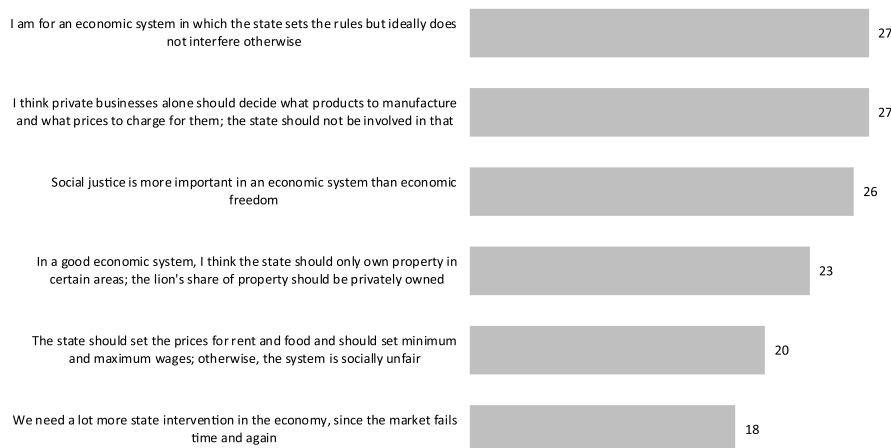 I am for an economic system in which the state sets the rules but ideally does
not interfere otherwise
27
I think private businesses alone should decide what products to manufacture
and what prices to charge for them; the state should not be involved in that
27
Social justice is more important in an economic system than economic
freedom
26
In a good economic system, I think the state should only own property in
certain areas; the lion's share of property should be privately owned
23
The state should set the prices for rent and food and should set minimum
and maximum wages; otherwise, the system is socially unfair
20
We need a lot more state intervention in the economy, since the market fails
time and again
18